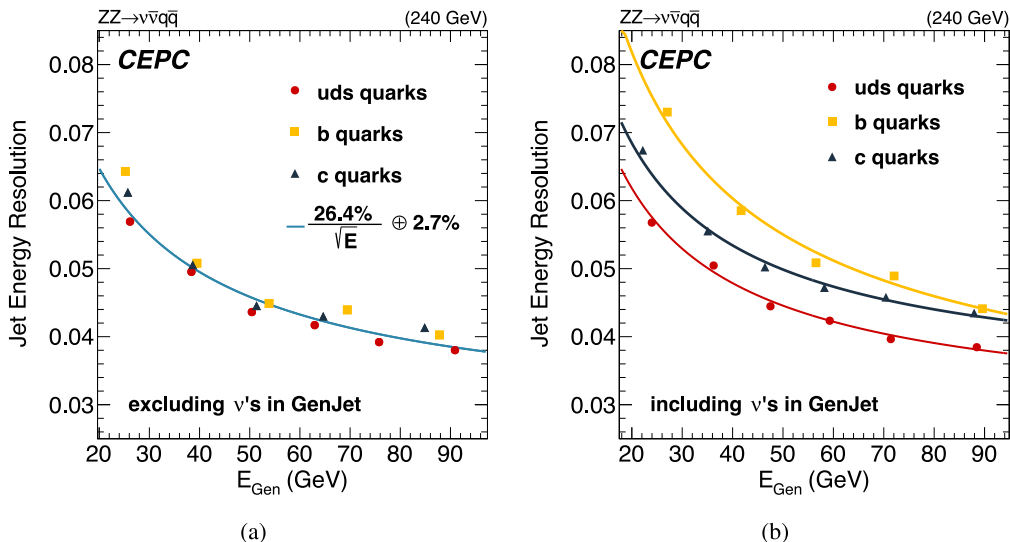 ZZ→νν̄qq̄ (240 GeV)
CEPC
uds quarks
b quarks
c quarks
26.4%/√E ⊕ 2.7%
excluding ν's in GenJet
Jet Energy Resolution
0.08
0.07
0.06
0.05
0.04
0.03
20 30 40 50 60 70 80 90
E_Gen (GeV)
(a)
ZZ→νν̄qq̄ (240 GeV)
CEPC
uds quarks
b quarks
c quarks
including ν's in GenJet
Jet Energy Resolution
0.08
0.07
0.06
0.05
0.04
0.03
20 30 40 50 60 70 80 90
E_Gen (GeV)
(b)